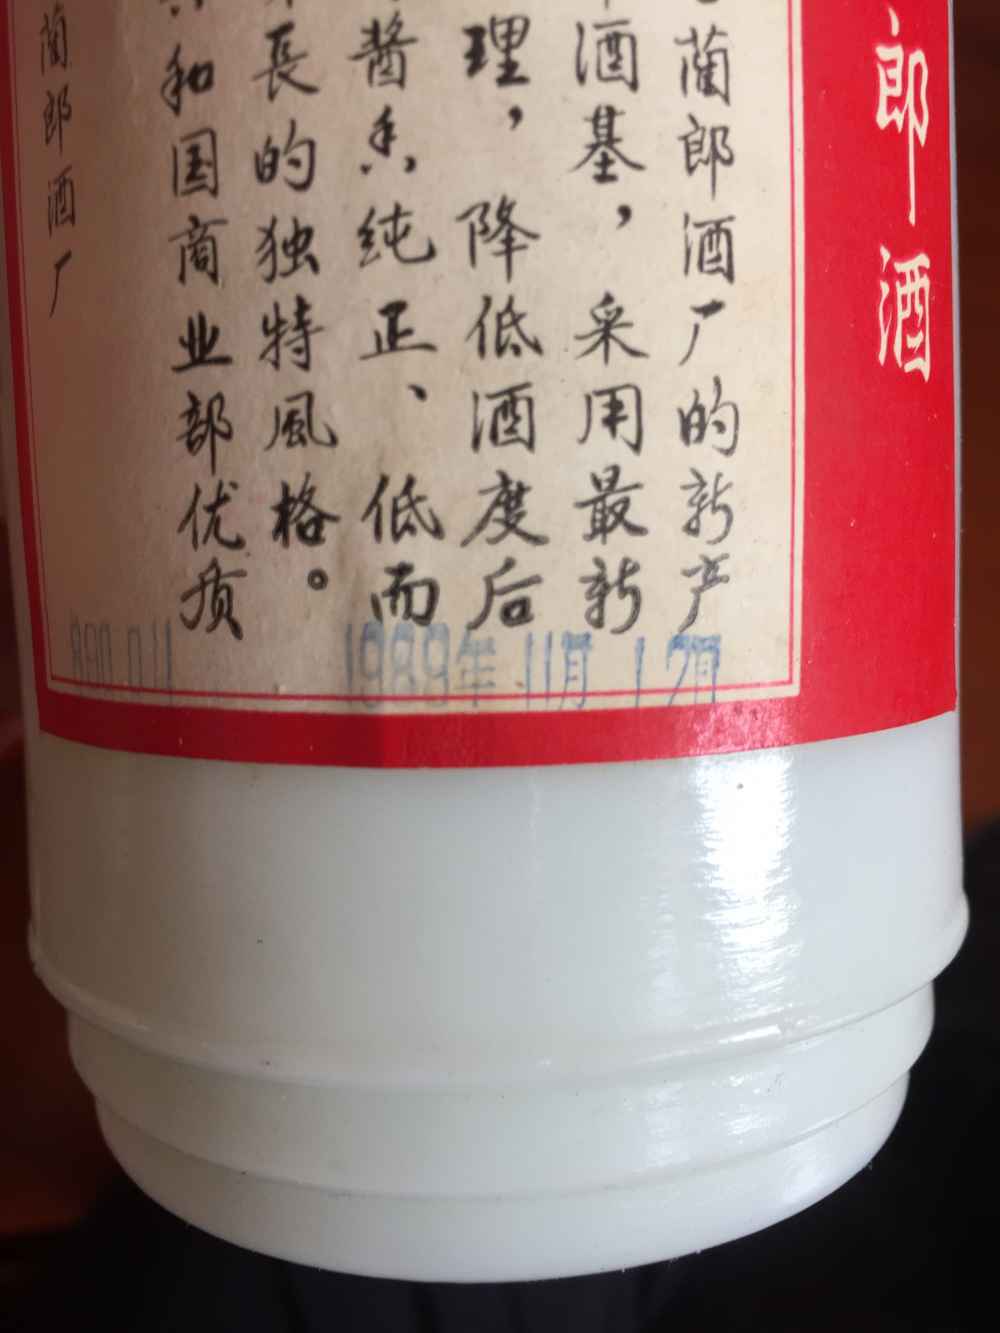 郎酒
蔺郎酒厂的新产
酒基，采用最新
理，降低酒度后
酱香纯正、低而
長的独特風格。
和国商业部优质
蔺郎酒厂
1989年11月17日